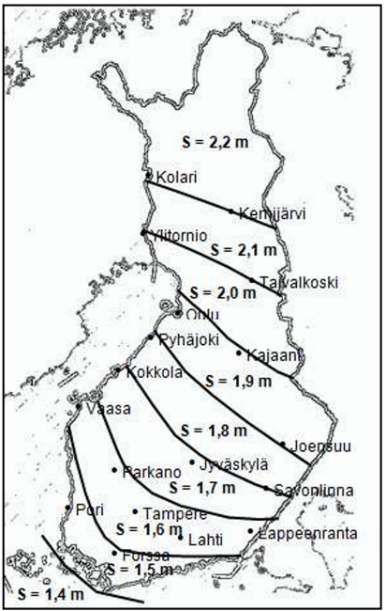 S = 2,2 m
Kolari
Kemijärvi
Ylitornio
S = 2,1 m
Taivalkoski
S = 2,0 m
Oulu
Pyhäjoki
Kajaani
Kokkola
S = 1,9 m
Vaasa
S = 1,8 m
Joensuu
Jyväskylä
Parkano
S = 1,7 m
Savonlinna
Pori
Tampere
S = 1,6 m
Lappeenranta
Lahti
Forssa
S = 1,5 m
S = 1,4 m